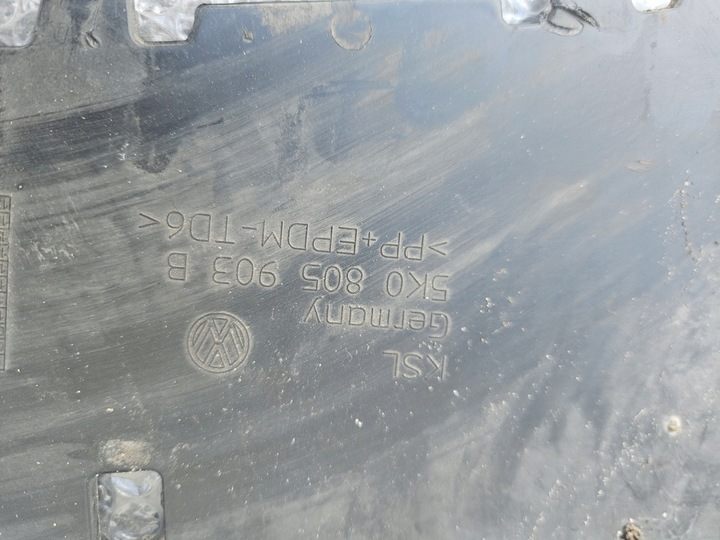 KSL
Germany
5K0 805 903 B
>PP+EPDM-TD6<